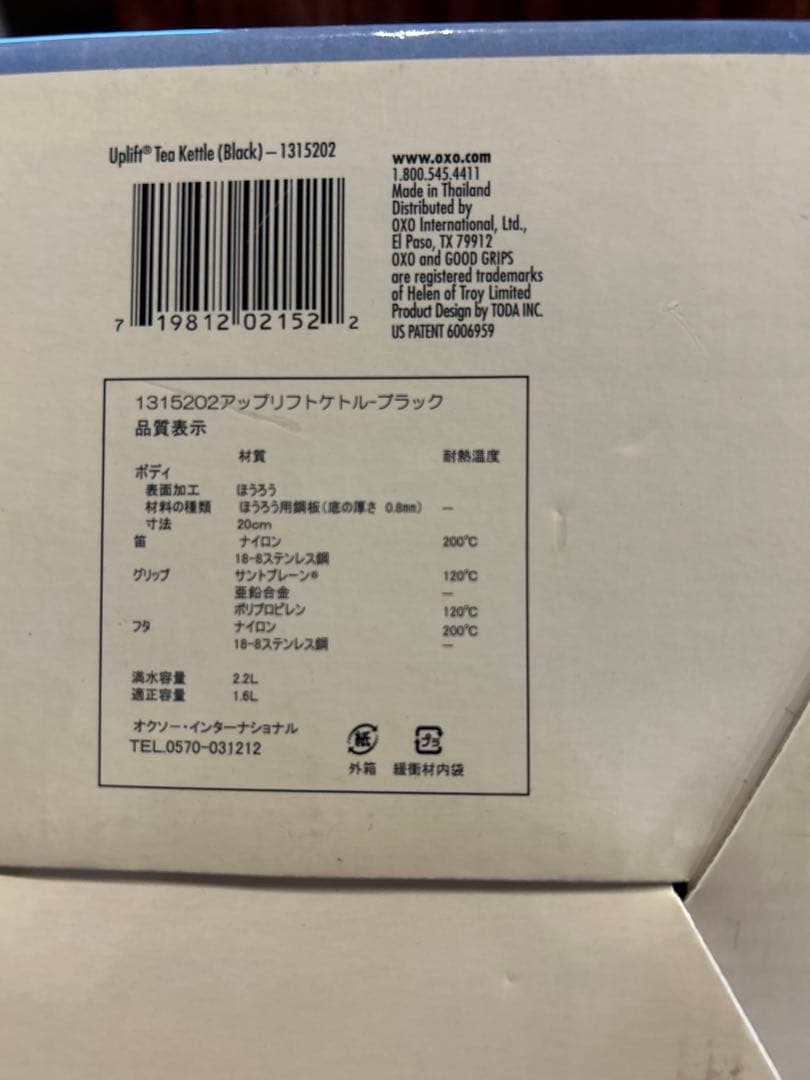 Uplift® Tea Kettle (Black) – 1315202
7 19812 02152 2
www.oxo.com
1.800.545.4411
Made in Thailand
Distributed by
OXO International, Ltd.,
El Paso, TX 79912
OXO and GOOD GRIPS
are registered trademarks
of Helen of Troy Limited
Product Design by TODA INC.
US PATENT 6006959
1315202アップリフトケトル-ブラック
品質表示
材質 耐熱温度
ボディ
表面加工 ほうろう
材料の種類 ほうろう用鋼板(底の厚さ 0.8mm) ー
寸法 20cm
笛 ナイロン 200℃
18-8ステンレス鋼
グリップ サントプレーン® 120℃
亜鉛合金 ー
ポリプロピレン 120℃
フタ ナイロン 200℃
18-8ステンレス鋼 ー
満水容量 2.2L
適正容量 1.6L
オクソー・インターナショナル
TEL.0570-031212
紙 プラ
外箱 緩衝材内袋